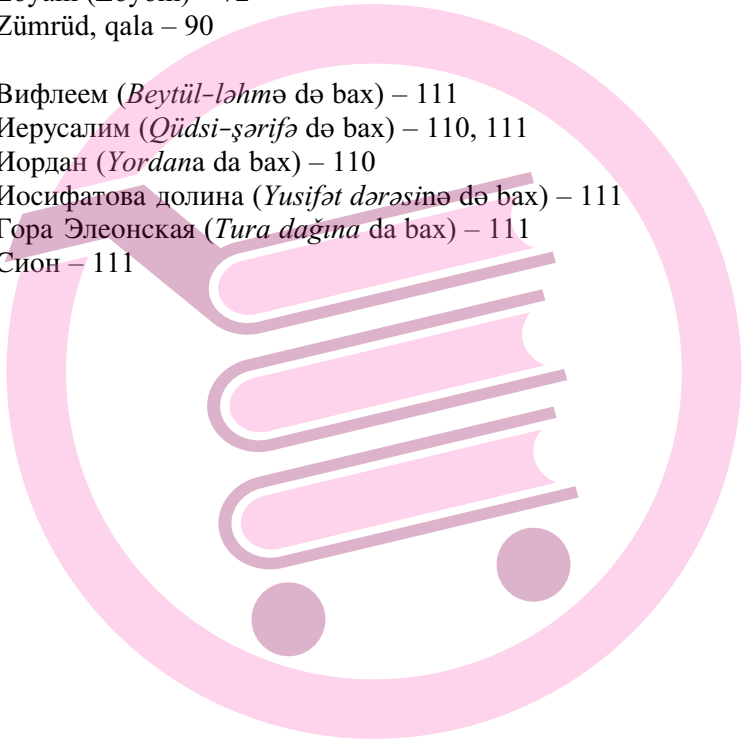 Zümrüd, qala – 90
Вифлеем (Beytül-ləhmə də bax) – 111
Иерусалим (Qüdsi-şərifə də bax) – 110, 111
Иордан (Yordana da bax) – 110
Иосифатова долина (Yusifət dərəsinə də bax) – 111
Гора Элеонская (Tura dağına da bax) – 111
Сион – 111